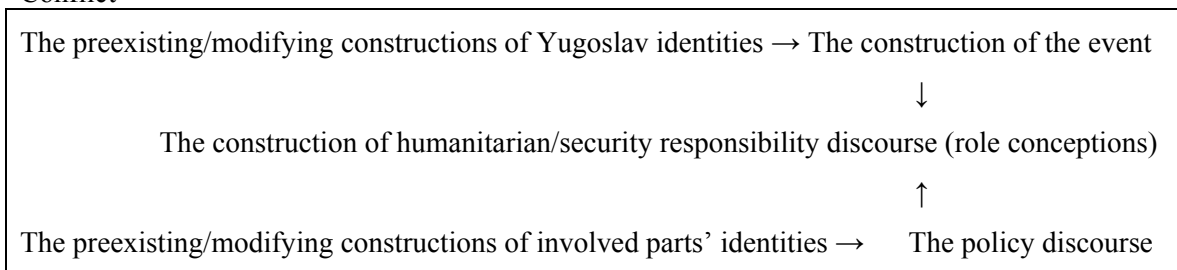 The preexisting/modifying constructions of Yugoslav identities → The construction of the event
↓
The construction of humanitarian/security responsibility discourse (role conceptions)
↑
The preexisting/modifying constructions of involved parts’ identities → The policy discourse